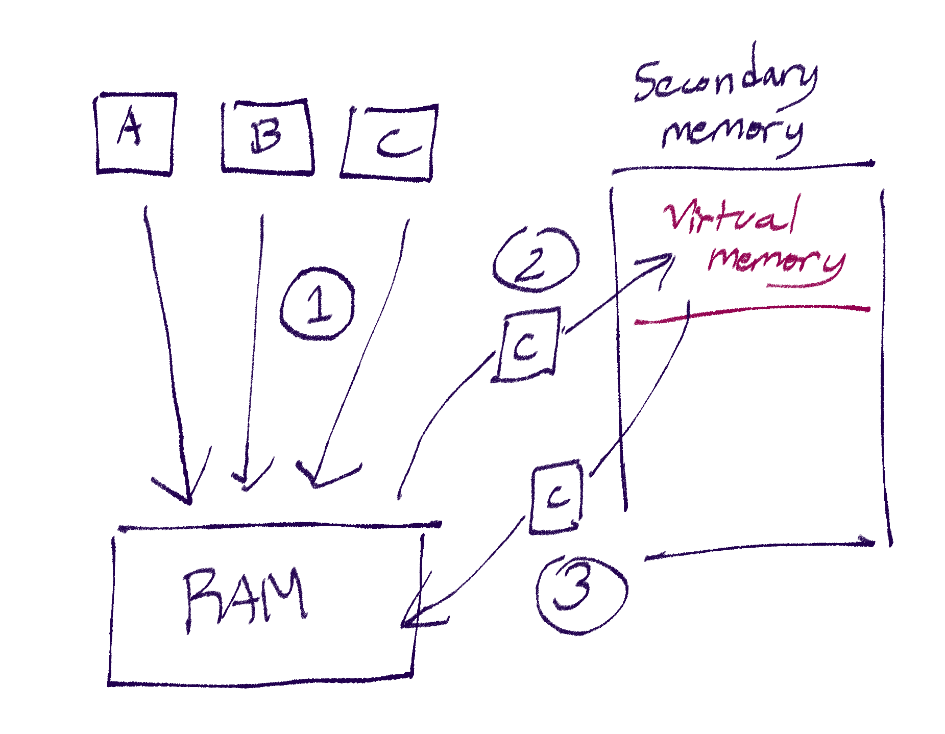 A B C
Secondary
memory
Virtual
memory
1
2
C
C
3
RAM